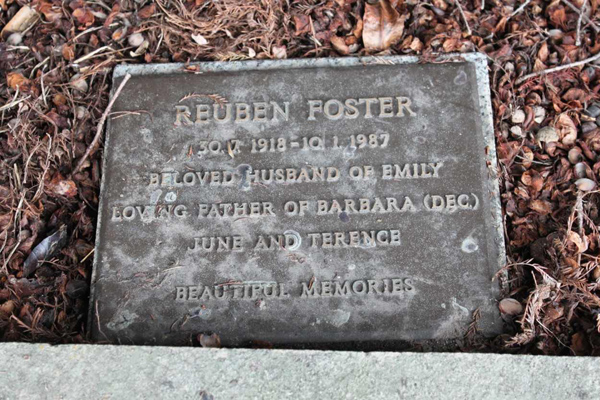 REUBEN FOSTER
30.7.1918 - 10.1.1987
BELOVED HUSBAND OF EMILY
LOVING FATHER OF BARBARA (DEC.)
JUNE AND TERENCE
BEAUTIFUL MEMORIES